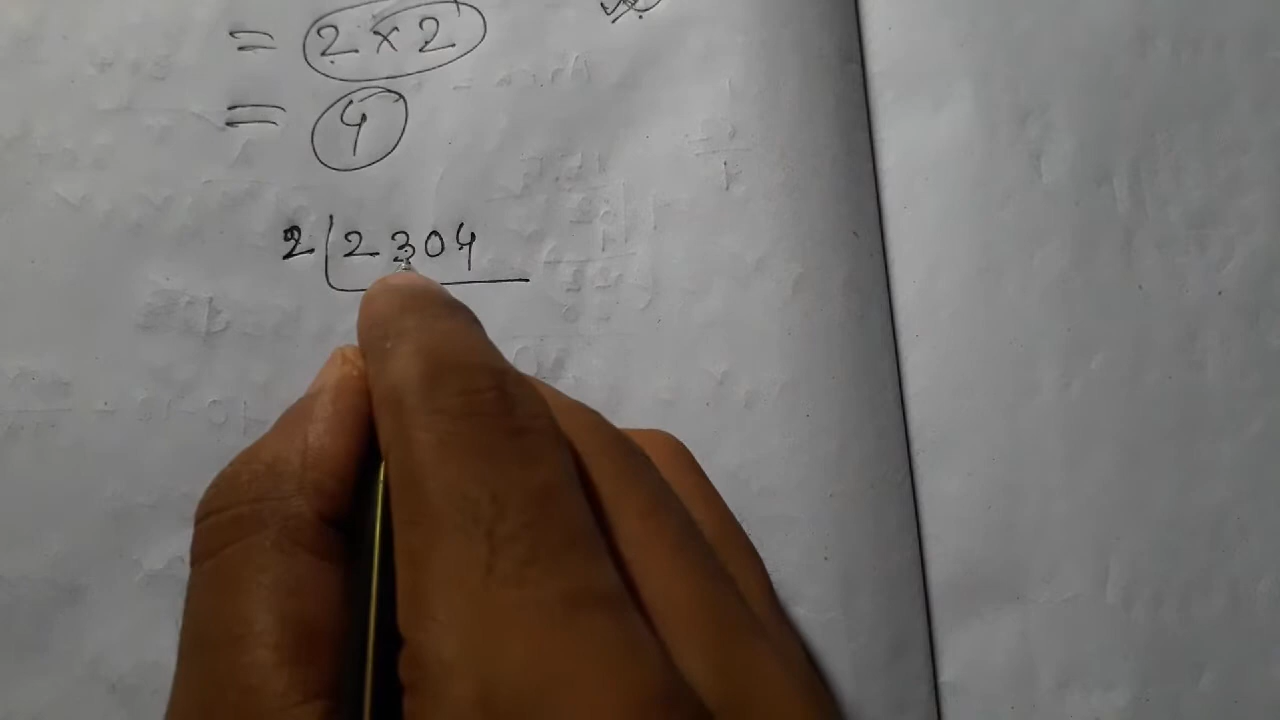 = 2 × 2
= 4
2 2304